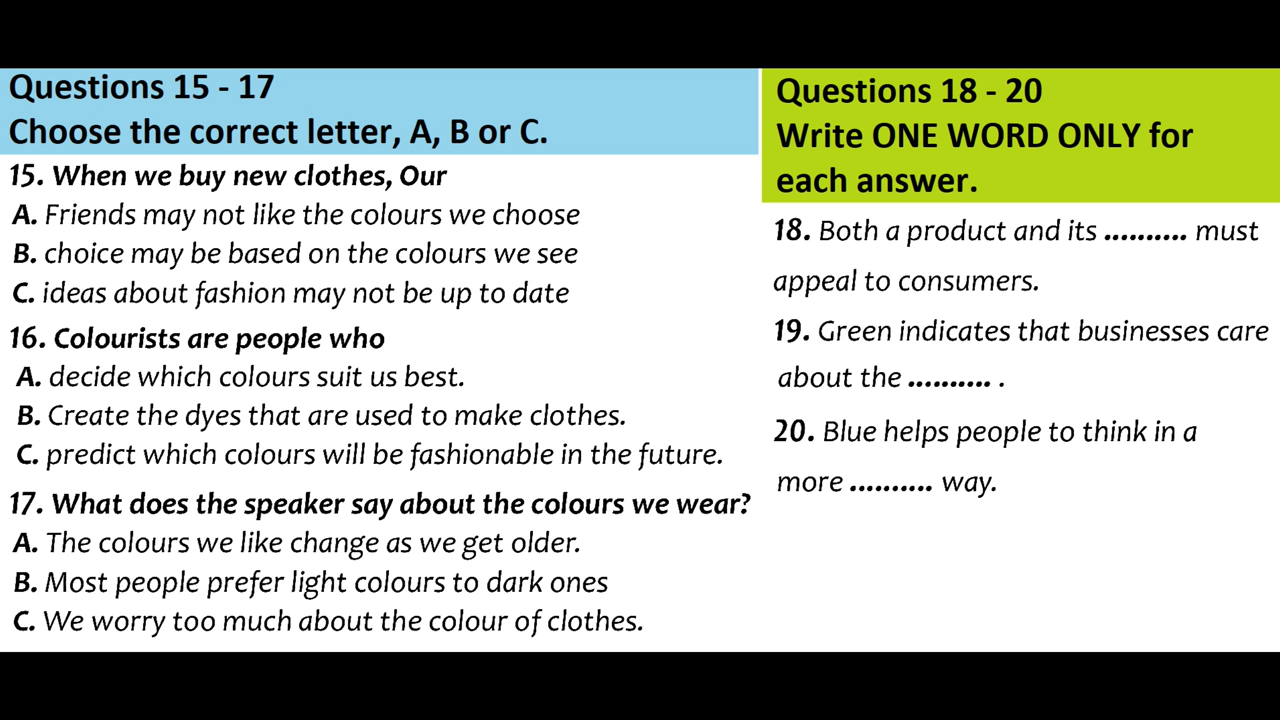 Questions 15 - 17
Choose the correct letter, A, B or C.
15. When we buy new clothes, Our
A. Friends may not like the colours we choose
B. choice may be based on the colours we see
C. ideas about fashion may not be up to date
16. Colourists are people who
A. decide which colours suit us best.
B. Create the dyes that are used to make clothes.
C. predict which colours will be fashionable in the future.
17. What does the speaker say about the colours we wear?
A. The colours we like change as we get older.
B. Most people prefer light colours to dark ones
C. We worry too much about the colour of clothes.
Questions 18 - 20
Write ONE WORD ONLY for
each answer.
18. Both a product and its .......... must
appeal to consumers.
19. Green indicates that businesses care
about the .......... .
20. Blue helps people to think in a
more .......... way.